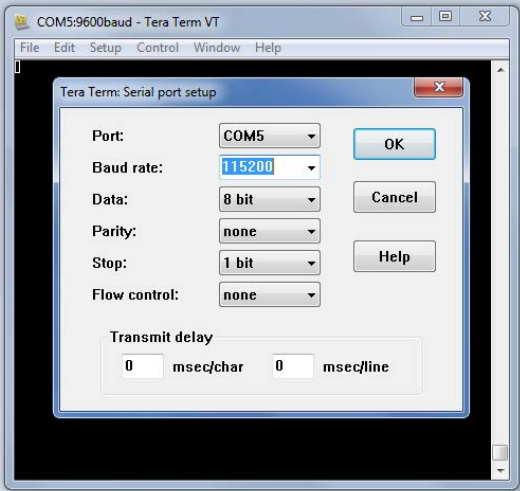 COM5:9600baud - Tera Term VT
File Edit Setup Control Window Help
Tera Term: Serial port setup
Port: COM5 OK
Baud rate: 115200
Data: 8 bit Cancel
Parity: none
Stop: 1 bit Help
Flow control: none
Transmit delay
0 msec/char 0 msec/line